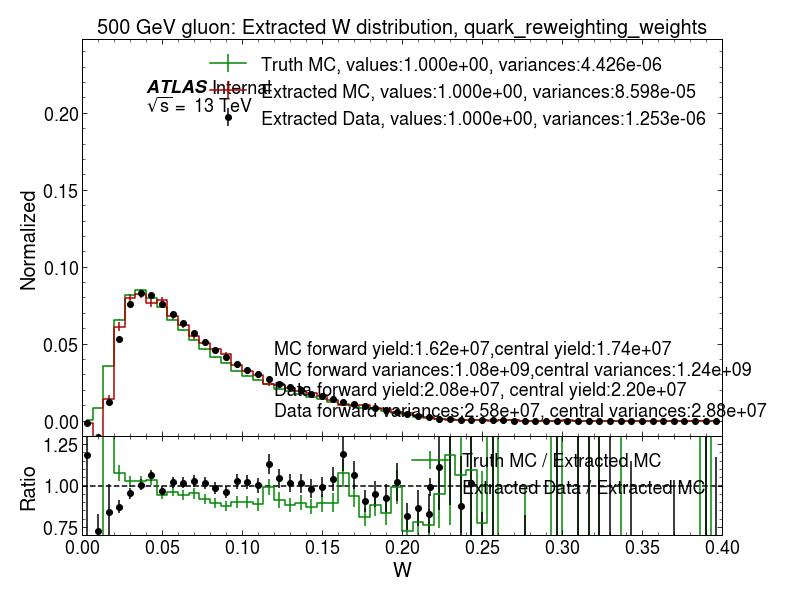 500 GeV gluon: Extracted W distribution, quark_reweighting_weights
Truth MC, values:1.000e+00, variances:4.426e-06
ATLAS Internal
Extracted MC, values:1.000e+00, variances:8.598e-05
√s = 13 TeV
Extracted Data, values:1.000e+00, variances:1.253e-06
0.20
0.15
0.10
0.05
0.00
Normalized
MC forward yield:1.62e+07,central yield:1.74e+07
MC forward variances:1.08e+09,central variances:1.24e+09
Data forward yield:2.08e+07, central yield:2.20e+07
Data forward variances:2.58e+07, central variances:2.88e+07
1.25
1.00
0.75
Ratio
Truth MC / Extracted MC
Extracted Data / Extracted MC
0.00 0.05 0.10 0.15 0.20 0.25 0.30 0.35 0.40
W